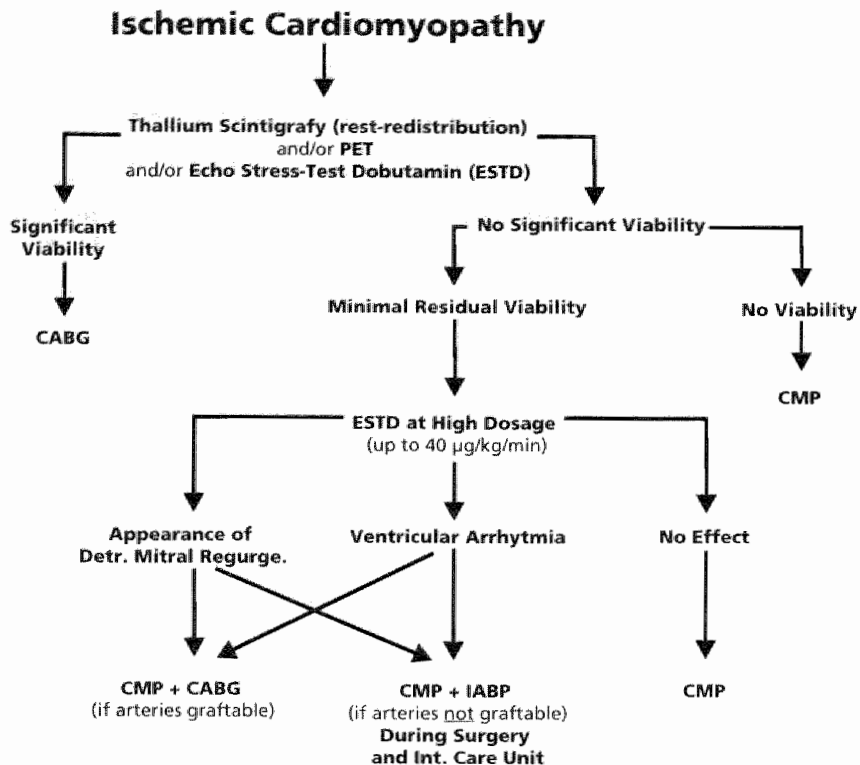 Ischemic Cardiomyopathy
Thallium Scintigrafy (rest-redistribution)
and/or PET
and/or Echo Stress-Test Dobutamin (ESTD)
Significant
Viability
No Significant Viability
Minimal Residual Viability
No Viability
CABG
CMP
ESTD at High Dosage
(up to 40 µg/kg/min)
Appearance of
Detr. Mitral Regurge.
Ventricular Arrhytmia
No Effect
CMP + CABG
(if arteries graftable)
CMP + IABP
(if arteries not graftable)
During Surgery
and Int. Care Unit
CMP